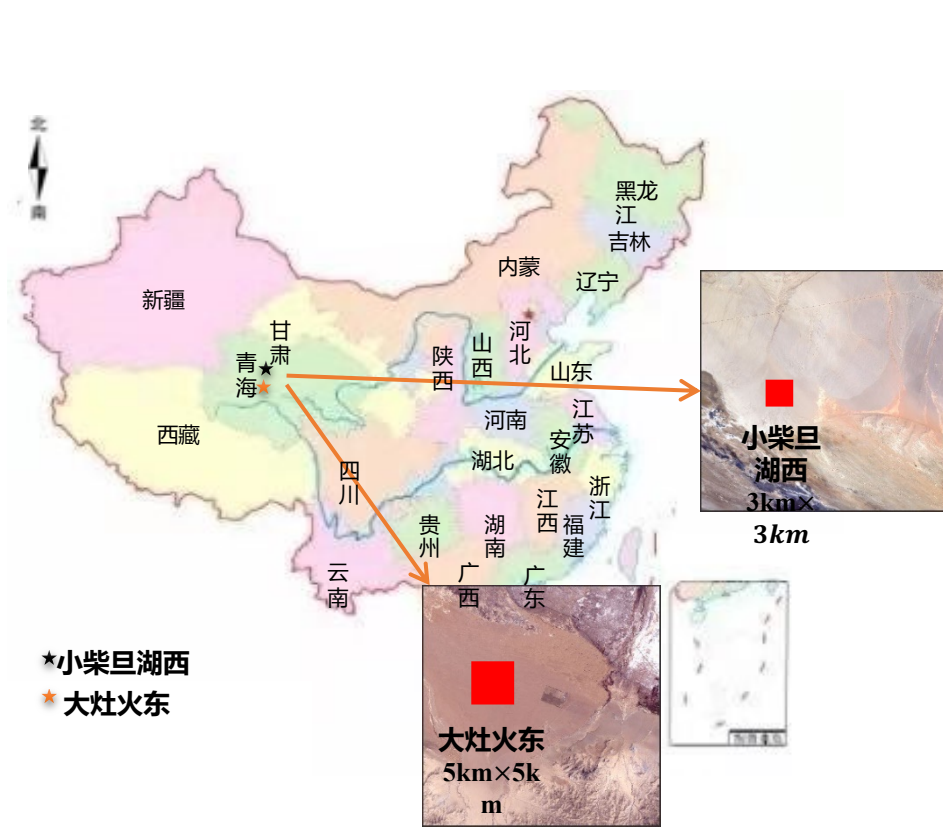 北
南
黑龙
江
吉林
内蒙
辽宁
新疆
甘
肃
青
海
陕
西
山
西
河
北
山东
西藏
河南
江
苏
安
徽
四
川
湖北
浙
江
江
西
福
建
贵
州
湖
南
云
南
广
西
广
东
小柴旦
湖西
3km×
3km
小柴旦湖西
大灶火东
大灶火东
5km×5k
m